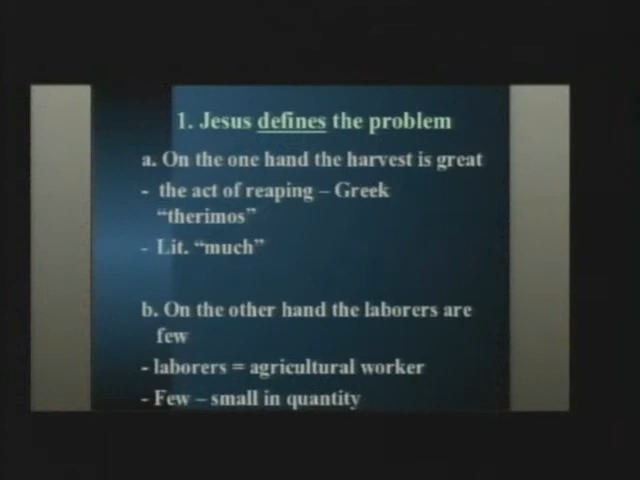 1. Jesus defines the problem
a. On the one hand the harvest is great
- the act of reaping – Greek
“therimos”
- Lit. “much”
b. On the other hand the laborers are
few
- laborers = agricultural worker
- Few – small in quantity